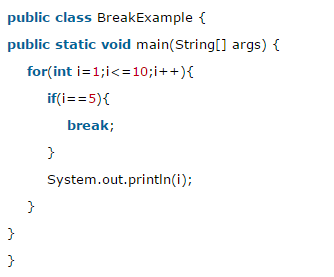 public class BreakExample {
public static void main(String[] args) {
for(int i=1;i<=10;i++){
if(i==5){
break;
}
System.out.println(i);
}
}
}